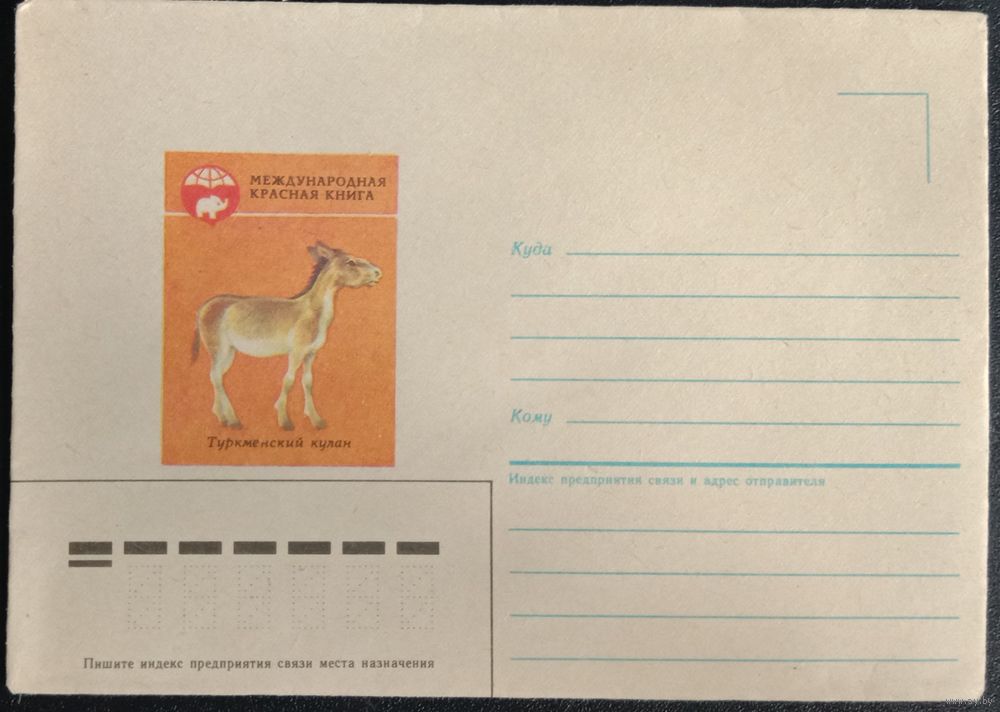 МЕЖДУНАРОДНАЯ
КРАСНАЯ КНИГА
Туркменский кулан
Куда
Кому
Индекс предприятия связи и адрес отправителя
Пишите индекс предприятия связи места назначения